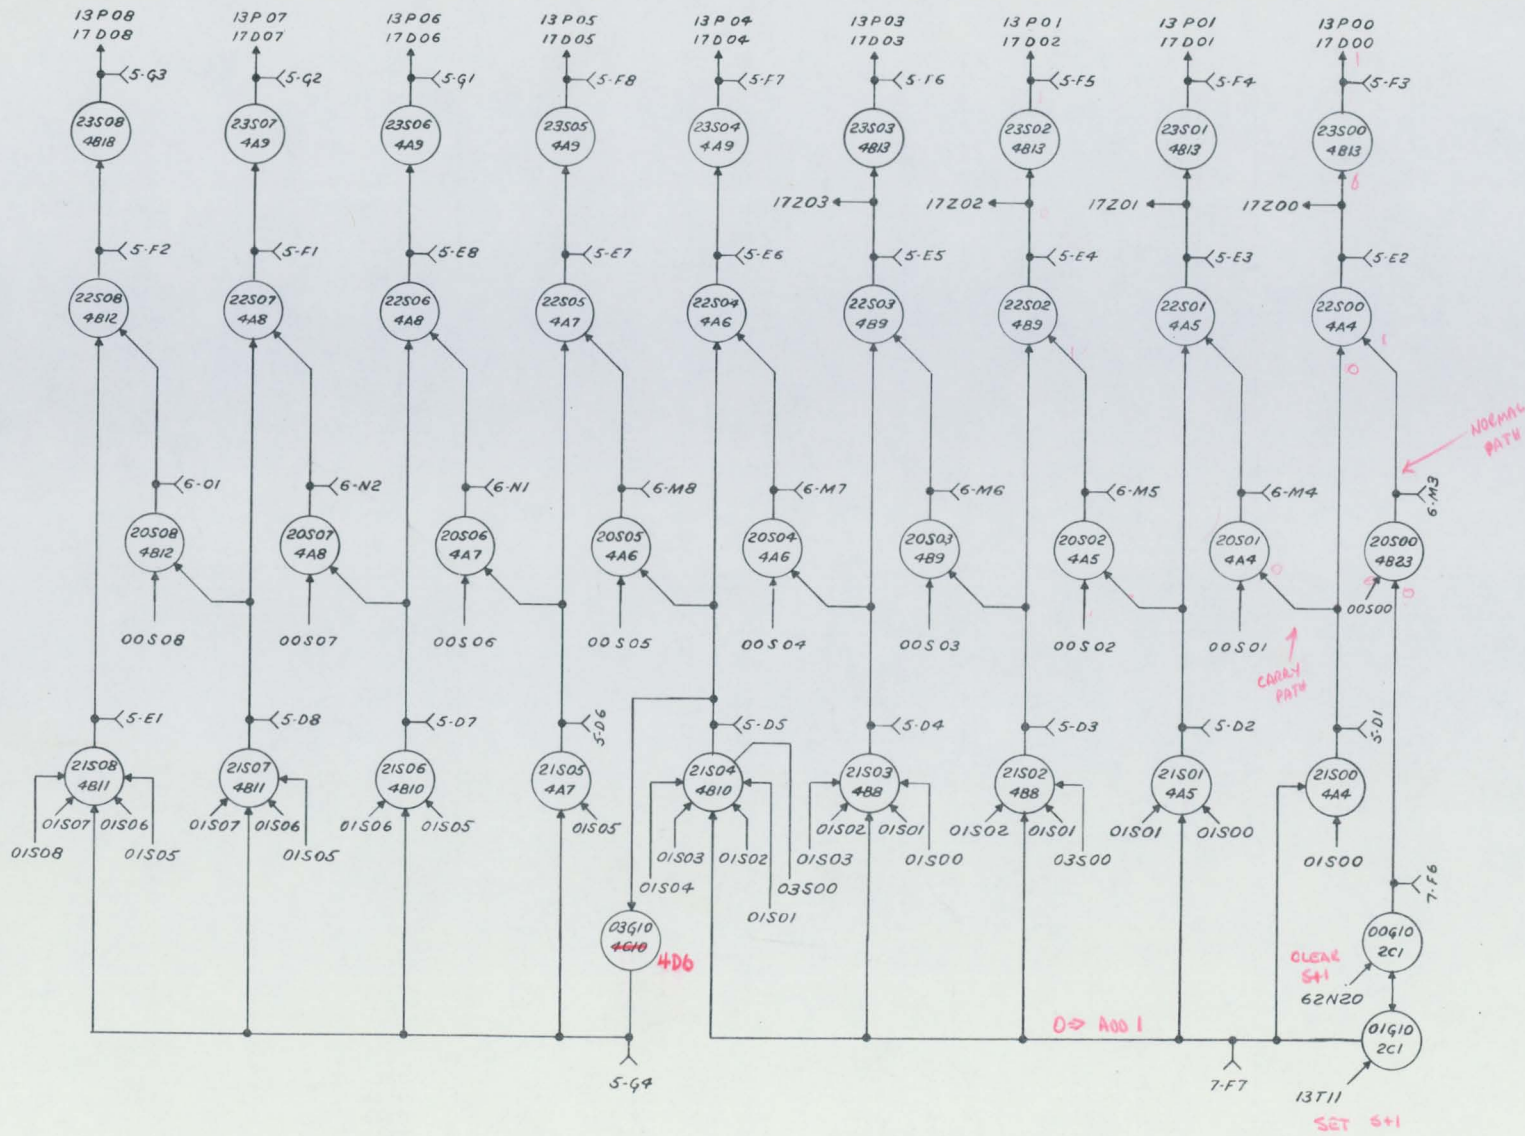 13P08 13P07 13P06 13P05 13P04 13P03 13P01 13P01 13P00
17D08 17D07 17D06 17D05 17D04 17D03 17D02 17D01 17D00
1
5-G3 5-G2 5-G1 5-F8 5-F7 5-F6 5-F5 5-F4 5-F3
23S08 23S07 23S06 23S05 23S04 23S03 23S02 23S01 23S00
4B18 4A9 4A9 4A9 4A9 4B13 4B13 4B13 4B13
17Z03 17Z02 17Z01 17Z00
5-F2 5-F1 5-E8 5-E7 5-E6 5-E5 5-E4 5-E3 5-E2
22S08 22S07 22S06 22S05 22S04 22S03 22S02 22S01 22S00
4B12 4A8 4A8 4A7 4A6 4B9 4B9 4A5 4A4
1 1
0
NORMAL
PATH
6-O1 6-N2 6-N1 6-M8 6-M7 6-M6 6-M5 6-M4 6-M3
20S08 20S07 20S06 20S05 20S04 20S03 20S02 20S01 20S00
4B12 4A8 4A7 4A6 4A6 4B9 4A5 4A4 4B23
0 0
00S08 00S07 00S06 00S05 00S04 00S03 00S02 00S01 00S00
CARRY
PATH
5-E1 5-D8 5-D7 5-D6 5-D5 5-D4 5-D3 5-D2 5-D1
21S08 21S07 21S06 21S05 21S04 21S03 21S02 21S01 21S00
4B11 4B11 4B10 4A7 4B10 4B8 4B8 4A5 4A4
01S07 01S06 01S07 01S06 01S06 01S05 01S05 01S03 01S02 01S02 01S01 01S02 01S01 01S01 01S00
01S08 01S05 01S05 01S04 03S00 01S03 01S00 03S00 01S00
01S01
7-F6
03G10
4C10 4D6
00G10
2C1
CLEAR
S+1
62N20
0⇒ ADD 1
01G10
2C1
5-G4 7-F7
13T11
SET S+1